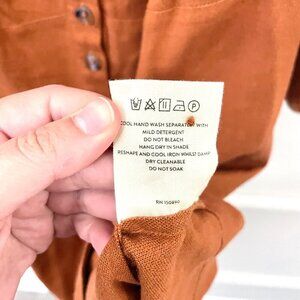 COOL HAND WASH SEPARATELY WITH
MILD DETERGENT
DO NOT BLEACH
HANG DRY IN SHADE
RESHAPE AND COOL IRON WHILST DAMP
DRY CLEANABLE
DO NOT SOAK